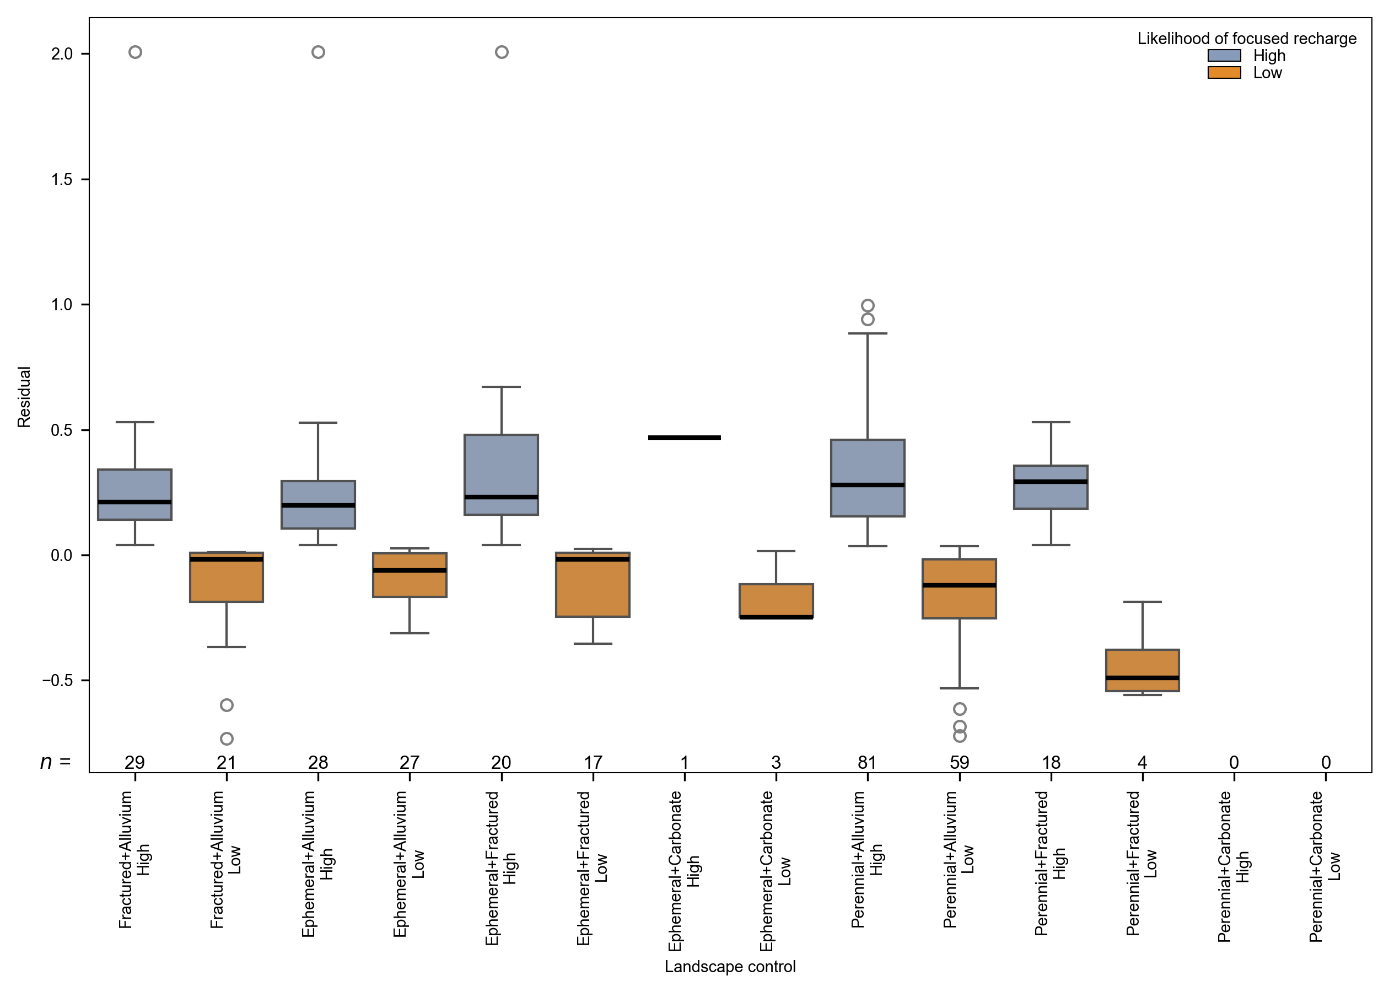 Likelihood of focused recharge
High
Low
2.0
1.5
1.0
0.5
0.0
−0.5
Residual
n =
29
21
28
27
20
17
1
3
81
59
18
4
0
0
Fractured+Alluvium
High
Fractured+Alluvium
Low
Ephemeral+Alluvium
High
Ephemeral+Alluvium
Low
Ephemeral+Fractured
High
Ephemeral+Fractured
Low
Ephemeral+Carbonate
High
Ephemeral+Carbonate
Low
Perennial+Alluvium
High
Perennial+Alluvium
Low
Perennial+Fractured
High
Perennial+Fractured
Low
Perennial+Carbonate
High
Perennial+Carbonate
Low
Landscape control